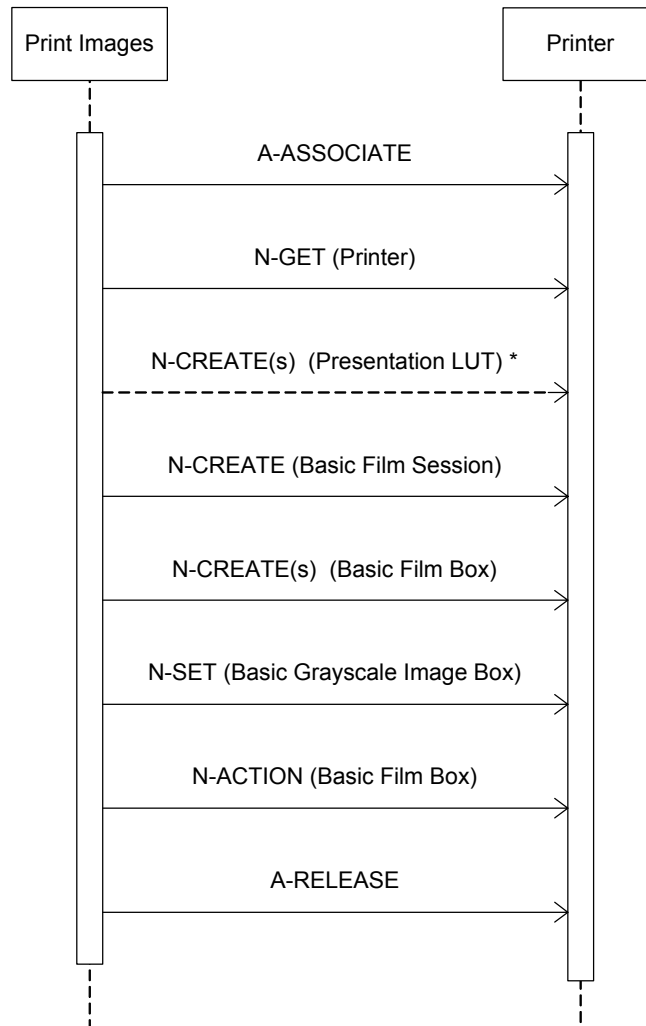 Print Images
Printer
A-ASSOCIATE
N-GET (Printer)
N-CREATE(s) (Presentation LUT) *
N-CREATE (Basic Film Session)
N-CREATE(s) (Basic Film Box)
N-SET (Basic Grayscale Image Box)
N-ACTION (Basic Film Box)
A-RELEASE